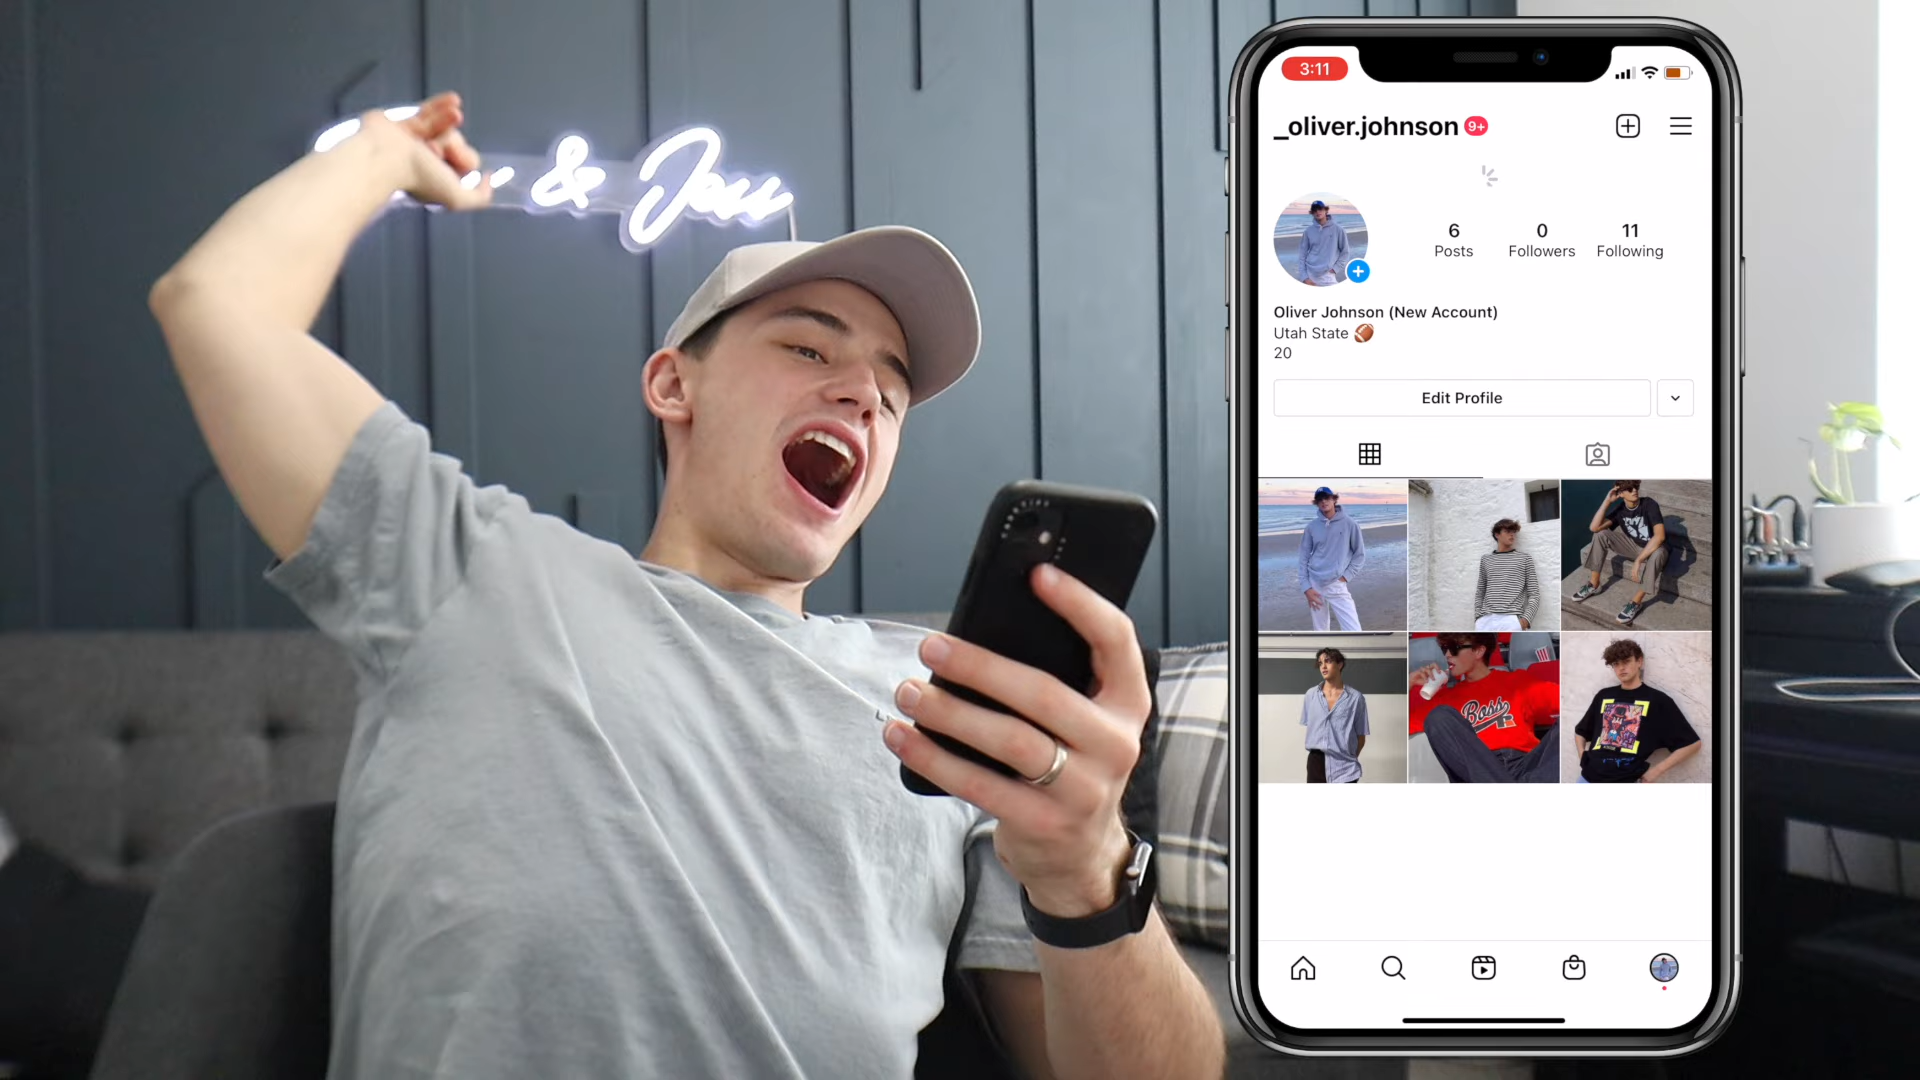 & Jess
3:11
_oliver.johnson 9+
6 0 11
Posts Followers Following
Oliver Johnson (New Account)
Utah State 🏈
20
Edit Profile
Boss